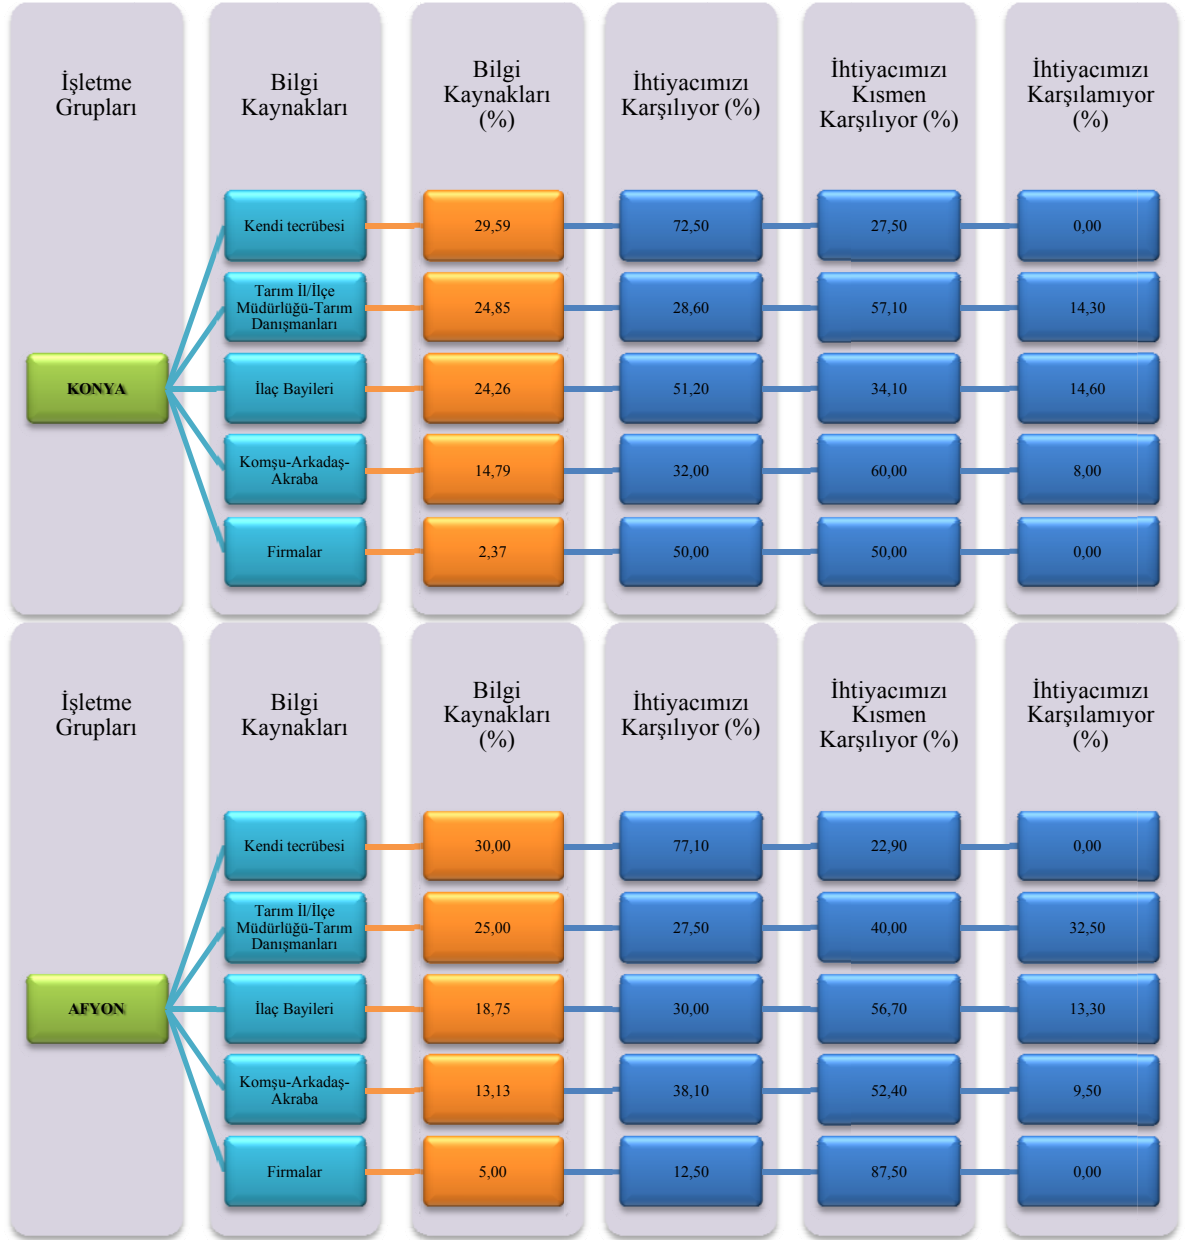 İşletme
Grupları
Bilgi
Kaynakları
Bilgi
Kaynakları
(%)
İhtiyacımızı
Karşılıyor (%)
İhtiyacımızı
Kısmen
Karşılıyor (%)
İhtiyacımızı
Karşılamıyor
(%)
KONYA
Kendi tecrübesi
29,59
72,50
27,50
0,00
Tarım İl/İlçe
Müdürlüğü-Tarım
Danışmanları
24,85
28,60
57,10
14,30
İlaç Bayileri
24,26
51,20
34,10
14,60
Komşu-Arkadaş-
Akraba
14,79
32,00
60,00
8,00
Firmalar
2,37
50,00
50,00
0,00
İşletme
Grupları
Bilgi
Kaynakları
Bilgi
Kaynakları
(%)
İhtiyacımızı
Karşılıyor (%)
İhtiyacımızı
Kısmen
Karşılıyor (%)
İhtiyacımızı
Karşılamıyor
(%)
AFYON
Kendi tecrübesi
30,00
77,10
22,90
0,00
Tarım İl/İlçe
Müdürlüğü-Tarım
Danışmanları
25,00
27,50
40,00
32,50
İlaç Bayileri
18,75
30,00
56,70
13,30
Komşu-Arkadaş-
Akraba
13,13
38,10
52,40
9,50
Firmalar
5,00
12,50
87,50
0,00